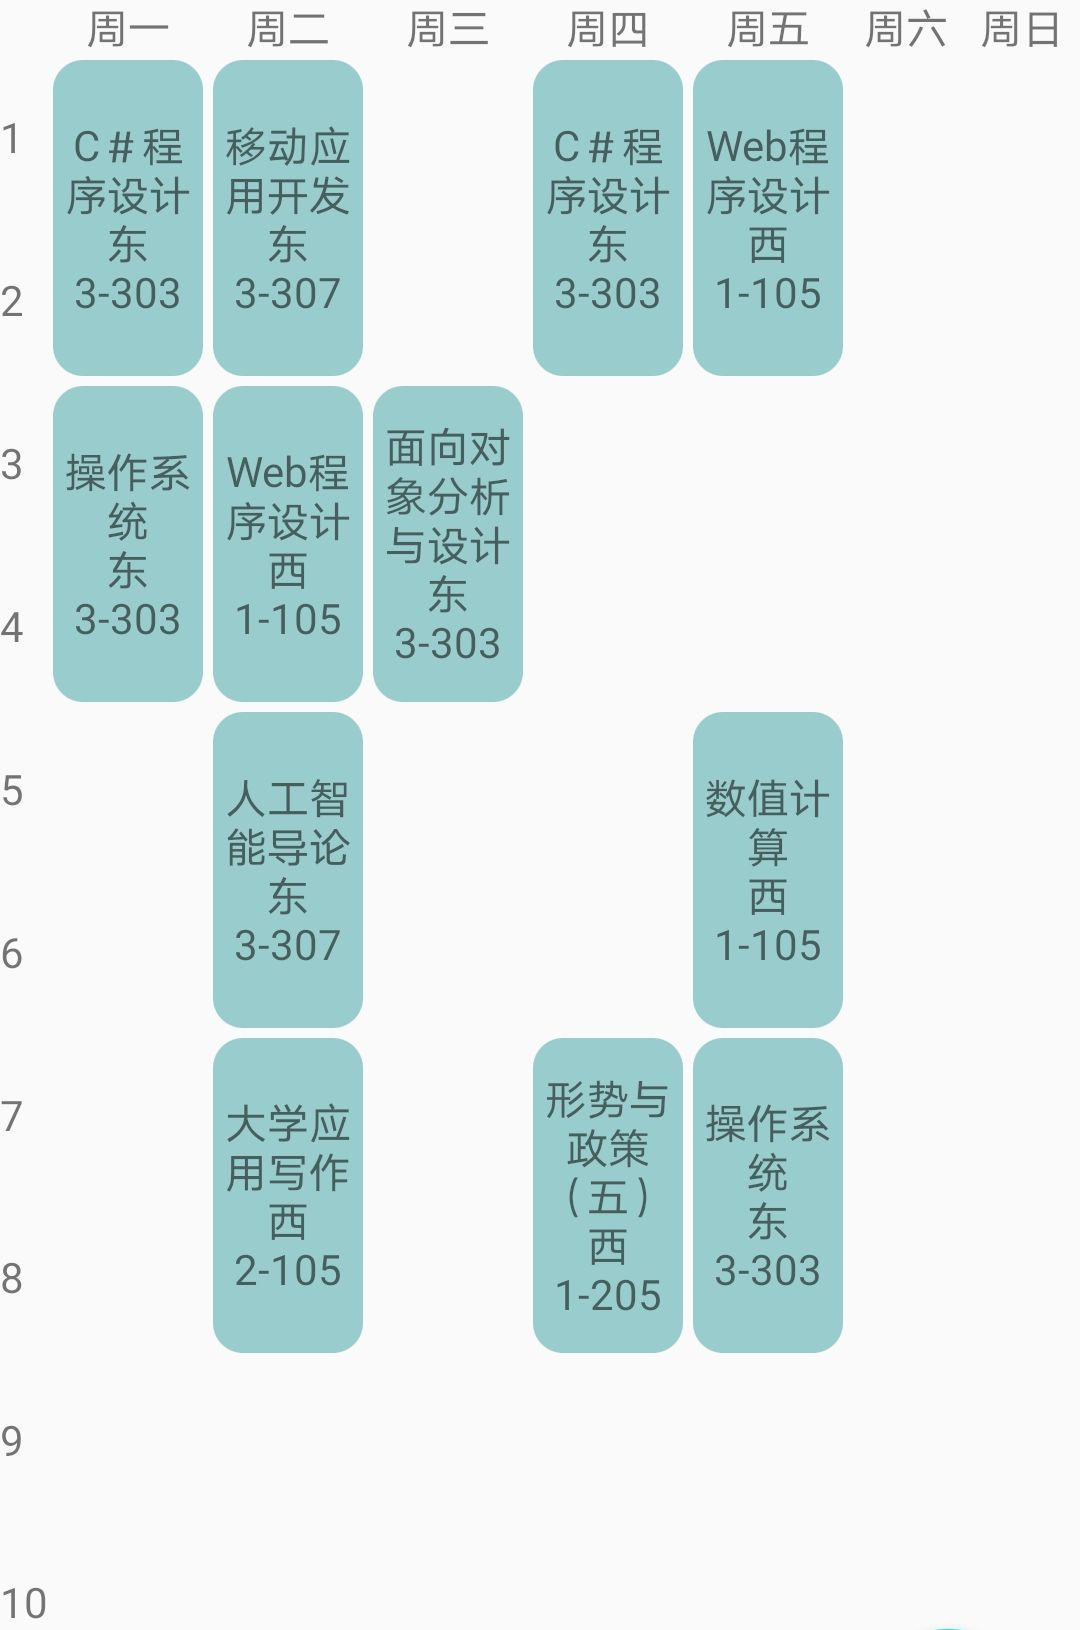 周一 周二 周三 周四 周五 周六 周日
1
2
C#程
序设计
东
3-303
移动应
用开发
东
3-307
C#程
序设计
东
3-303
Web程
序设计
西
1-105
3
4
操作系
统
东
3-303
Web程
序设计
西
1-105
面向对
象分析
与设计
东
3-303
5
6
人工智
能导论
东
3-307
数值计
算
西
1-105
7
8
大学应
用写作
西
2-105
形势与
政策
(五)
西
1-205
操作系
统
东
3-303
9
10